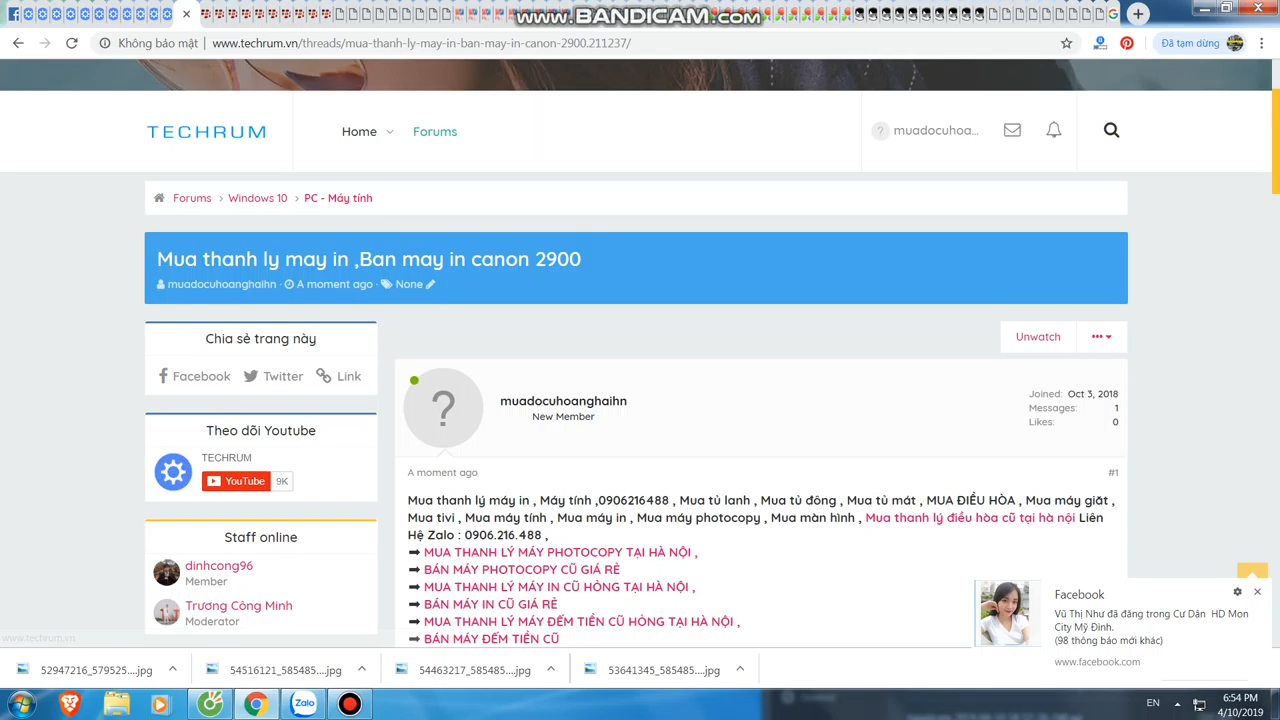 www.BANDICAM.com
Không bảo mật | www.techrum.vn/threads/mua-thanh-ly-may-in-ban-may-in-canon-2900.211237/
Đã tạm dừng
TECHRUM
Home
Forums
muadocuhoa...
Forums > Windows 10 > PC - Máy tính
Mua thanh ly may in ,Ban may in canon 2900
muadocuhoanghaihn A moment ago None
Chia sẻ trang này
Facebook Twitter Link
Theo dõi Youtube
TECHRUM
YouTube 9K
Staff online
dinhcong96
Member
Trương Công Minh
Moderator
Unwatch
muadocuhoanghaihn
New Member
Joined: Oct 3, 2018
Messages: 1
Likes: 0
A moment ago
#1
Mua thanh lý máy in , Máy tính ,0906216488 , Mua tủ lanh , Mua tủ đông , Mua tủ mát , MUA ĐIỀU HÒA , Mua máy giăt ,
Mua tivi , Mua máy tính , Mua máy in , Mua máy photocopy , Mua màn hình , Mua thanh lý điều hòa cũ tại hà nội Liên
Hệ Zalo : 0906.216.488 ,
➡ MUA THANH LÝ MÁY PHOTOCOPY TẠI HÀ NỘI ,
➡ BÁN MÁY PHOTOCOPY CŨ GIÁ RẺ
➡ MUA THANH LÝ MÁY IN CŨ HỎNG TẠI HÀ NỘI ,
➡ BÁN MÁY IN CŨ GIÁ RẺ
➡ MUA THANH LÝ MÁY ĐẾM TIỀN CŨ HỎNG TẠI HÀ NỘI ,
➡ BÁN MÁY ĐẾM TIỀN CŨ
Facebook
Vũ Thị Như đã đăng trong Cư Dân HD Mon
City Mỹ Đình.
(98 thông báo mới khác)
www.facebook.com
www.techrum.vn
52947216_579525....jpg
54516121_585485....jpg
54463217_585485....jpg
53641345_585485....jpg
Zalo
EN
6:54 PM
4/10/2019